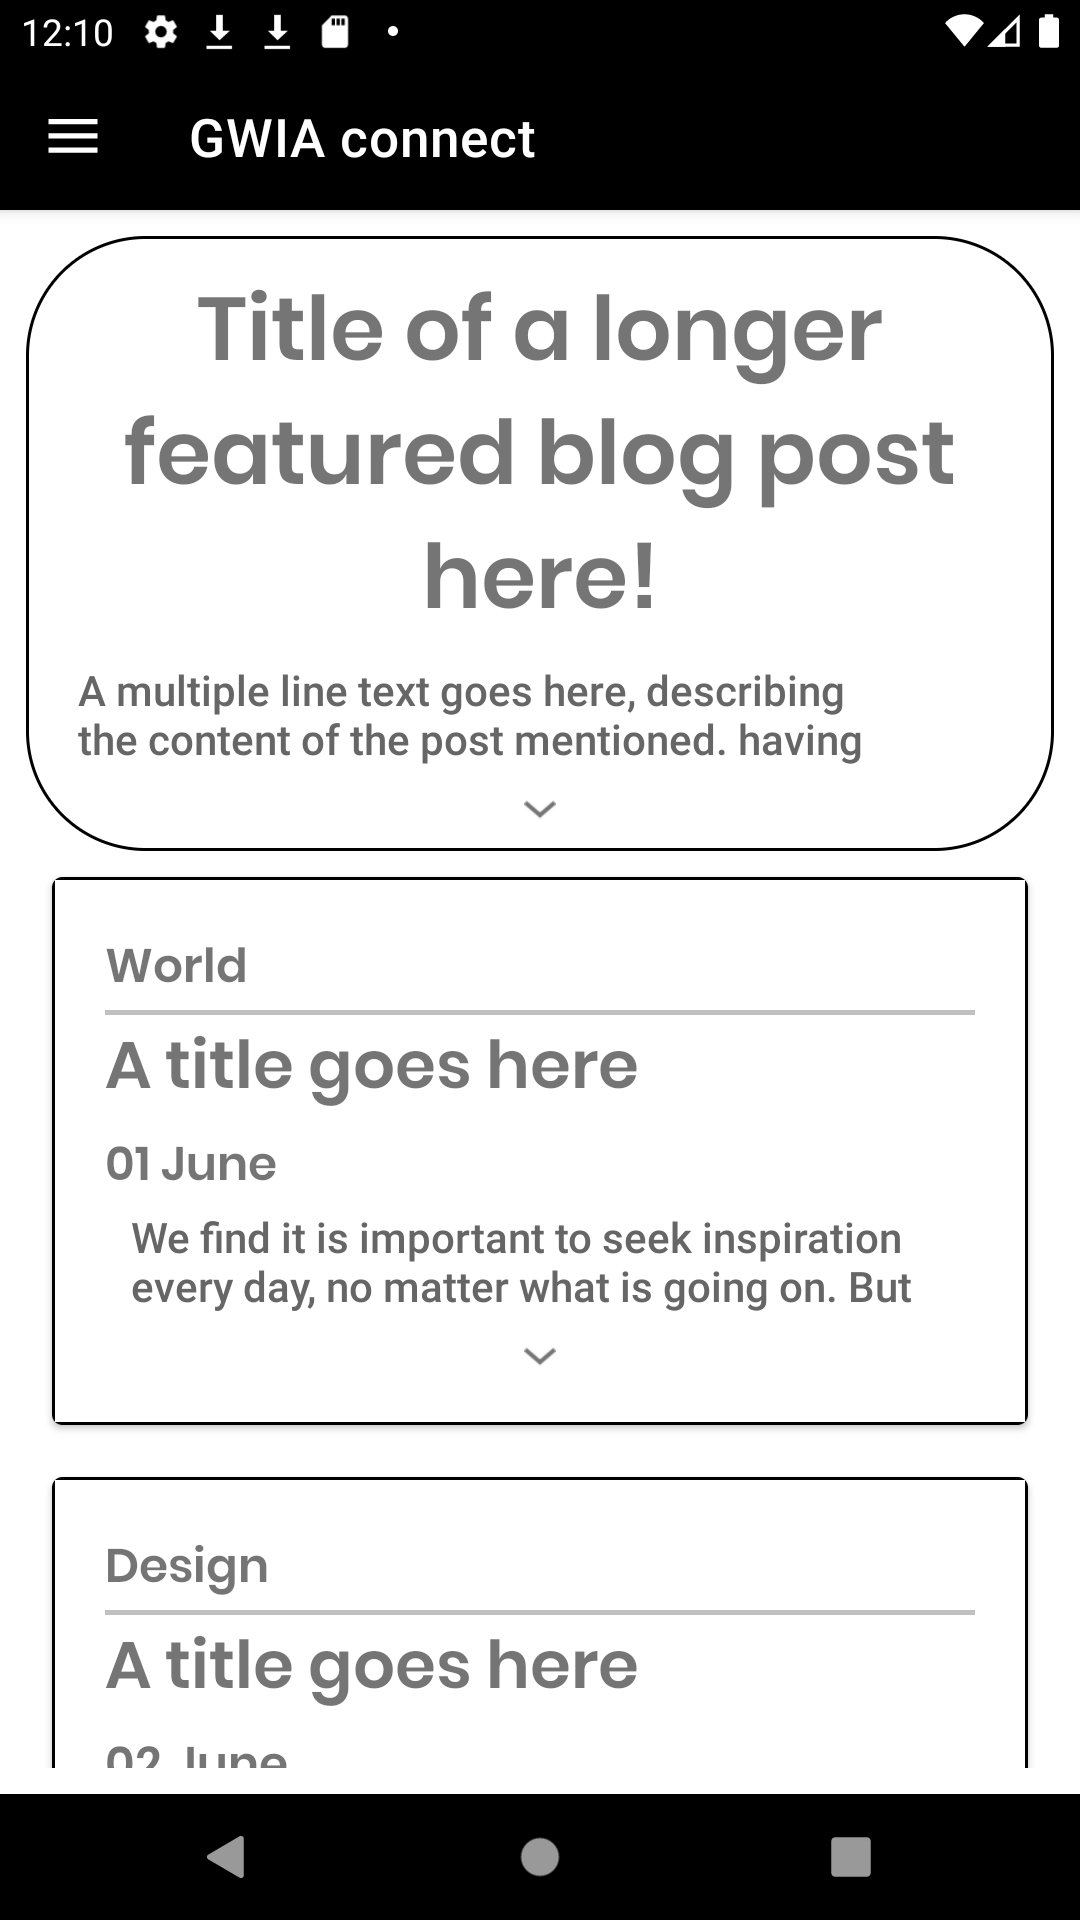 12:10
GWIA connect
Title of a longer
featured blog post
here!
A multiple line text goes here, describing
the content of the post mentioned. having
World
A title goes here
01 June
We find it is important to seek inspiration
every day, no matter what is going on. But
Design
A title goes here
02 June